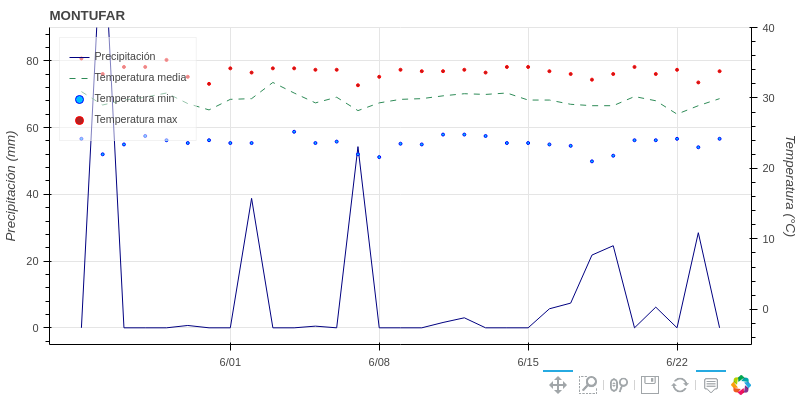 MONTUFAR
Precipitación
Temperatura media
Temperatura min
Temperatura max
Precipitación (mm)
80
60
40
20
0
Temperatura (°C)
40
30
20
10
0
6/01
6/08
6/15
6/22